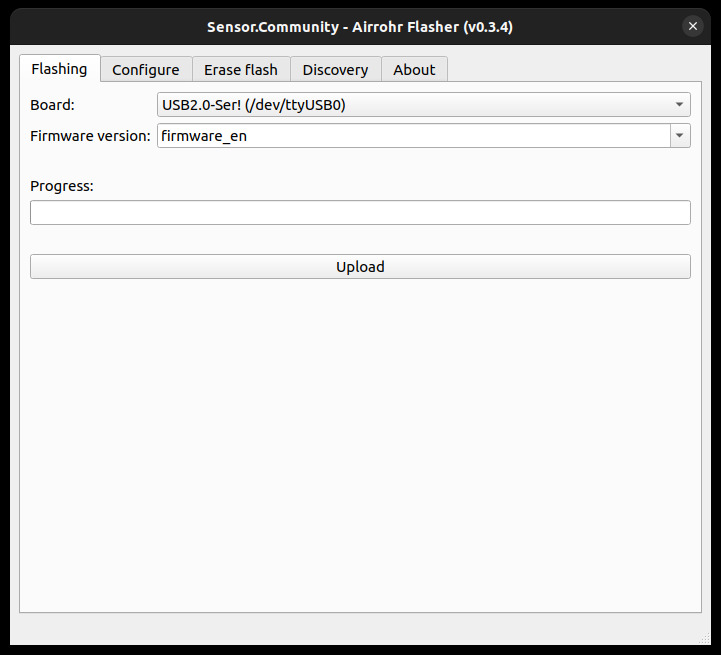 Sensor.Community - Airrohr Flasher (v0.3.4)
Flashing Configure Erase flash Discovery About
Board: USB2.0-Ser! (/dev/ttyUSB0)
Firmware version: firmware_en
Progress:
Upload